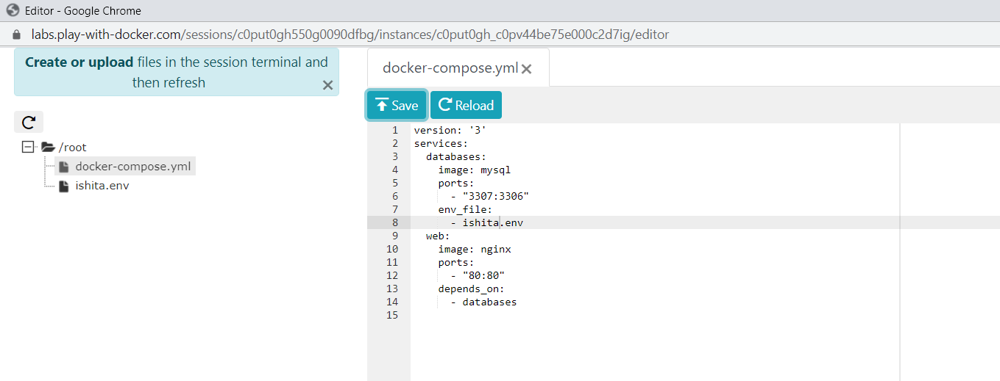 Editor - Google Chrome
labs.play-with-docker.com/sessions/c0put0gh550g0090dfbg/instances/c0put0gh_c0pv44be75e000c2d7ig/editor
Create or upload files in the session terminal and
then refresh
/root
docker-compose.yml
ishita.env
docker-compose.yml
Save Reload
1 version: '3'
2 services:
3   databases:
4     image: mysql
5     ports:
6       - "3307:3306"
7     env_file:
8       - ishita.env
9   web:
10     image: nginx
11     ports:
12       - "80:80"
13     depends_on:
14       - databases
15